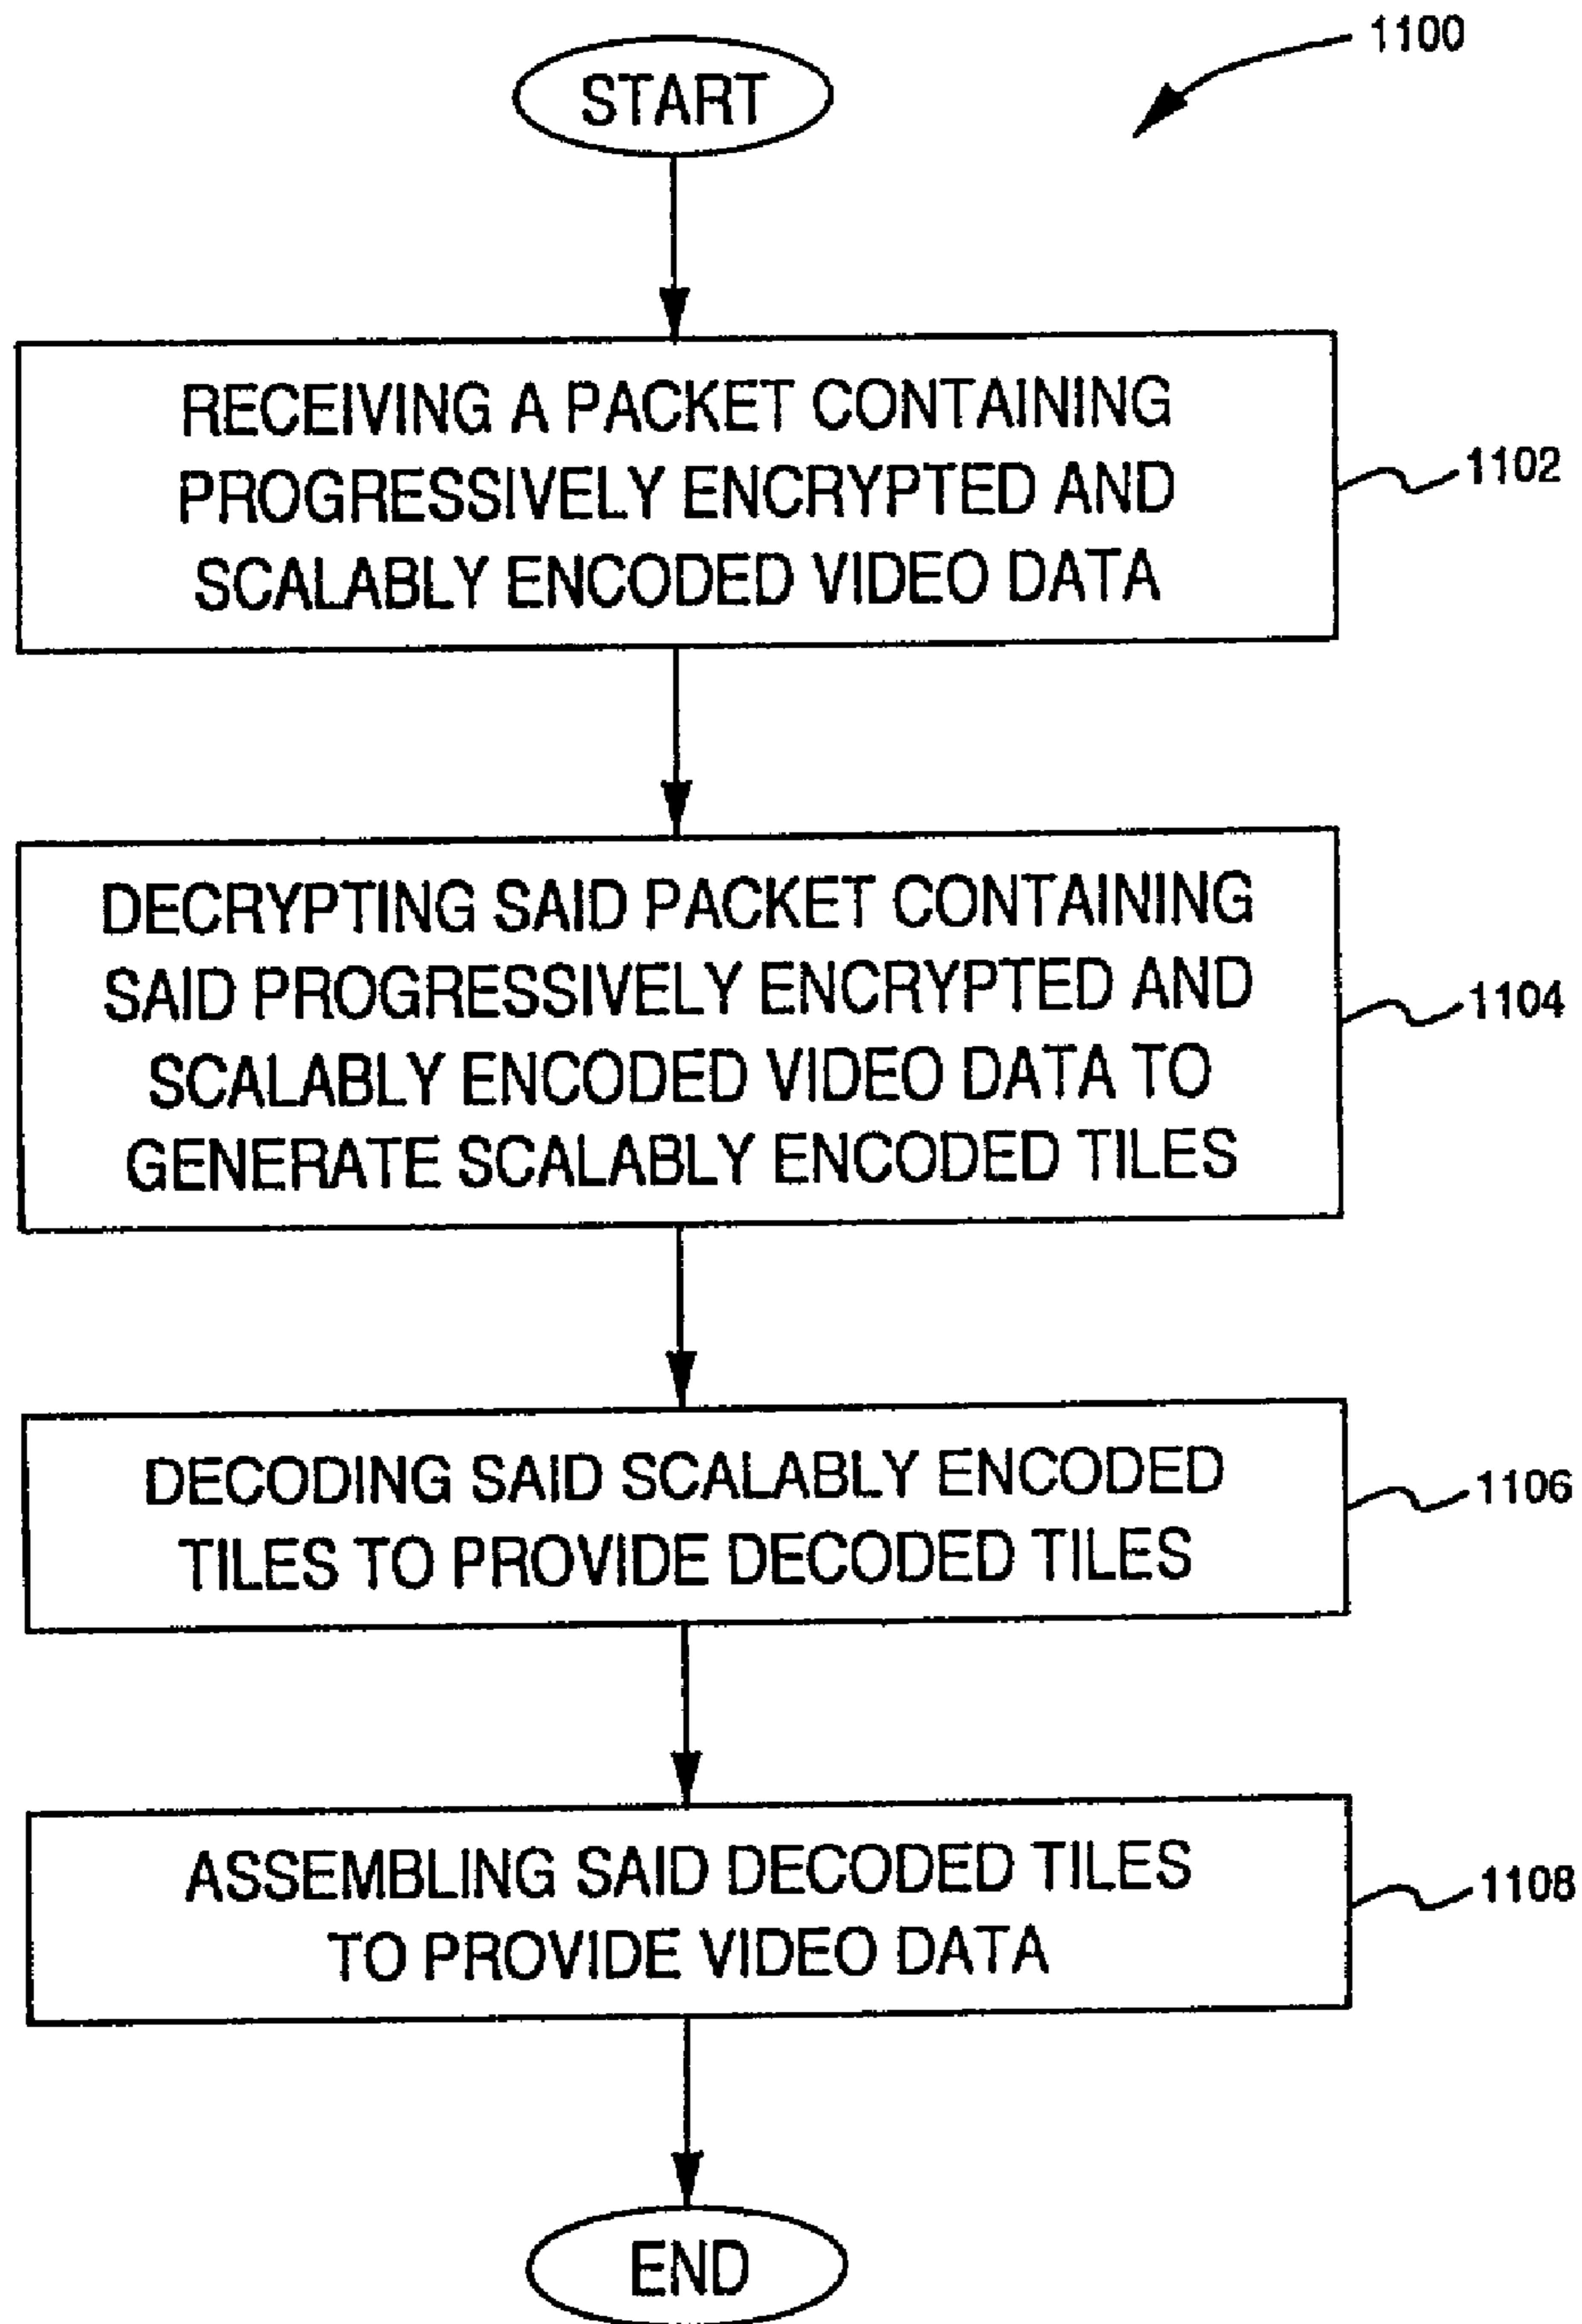 1100
START
RECEIVING A PACKET CONTAINING
PROGRESSIVELY ENCRYPTED AND
SCALABLY ENCODED VIDEO DATA
1102
DECRYPTING SAID PACKET CONTAINING
SAID PROGRESSIVELY ENCRYPTED AND
SCALABLY ENCODED VIDEO DATA TO
GENERATE SCALABLY ENCODED TILES
1104
DECODING SAID SCALABLY ENCODED
TILES TO PROVIDE DECODED TILES
1106
ASSEMBLING SAID DECODED TILES
TO PROVIDE VIDEO DATA
1108
END